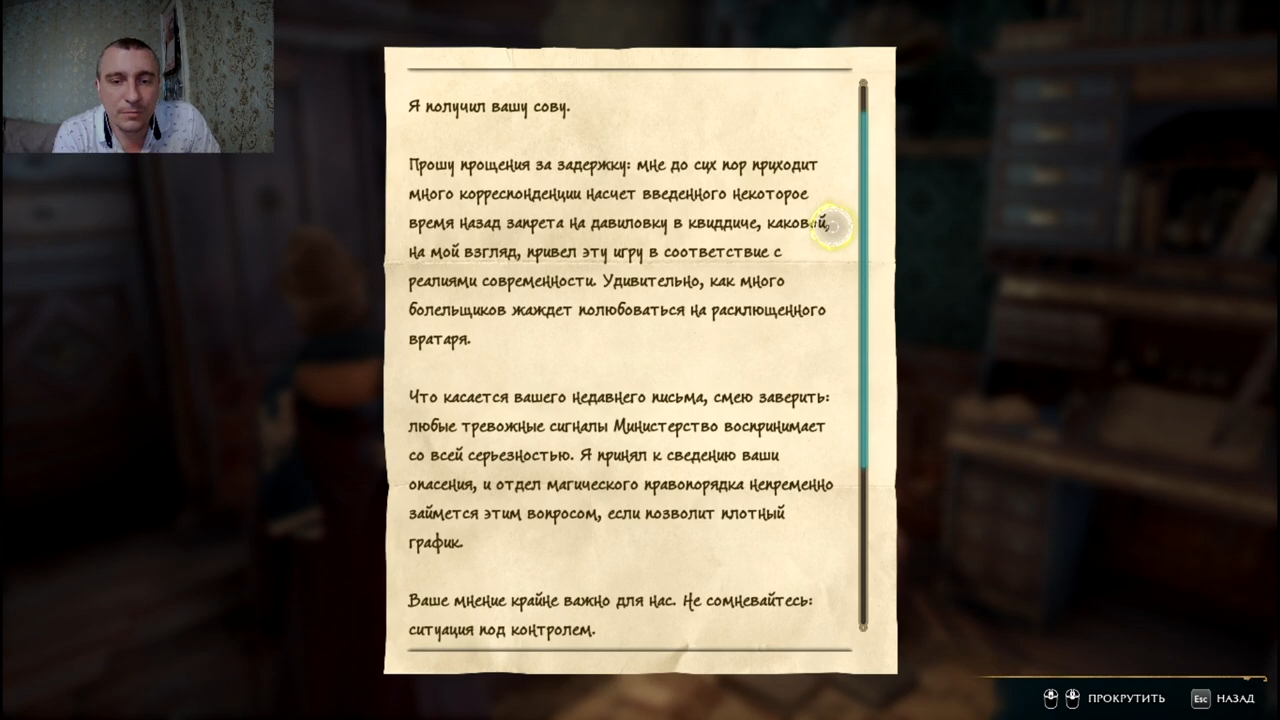 Я получил вашу сову.
Прошу прощения за задержку: мне до сих пор приходит
много корреспонденции насчет введенного некоторое
время назад запрета на давиловку в квиддиче, каковой,
на мой взгляд, привел эту игру в соответствие с
реалиями современности. Удивительно, как много
болельщиков жаждет полюбоваться на расплющенного
вратаря.
Что касается вашего недавнего письма, смею заверить:
любые тревожные сигналы Министерство воспринимает
со всей серьезностью. Я принял к сведению ваши
опасения, и отдел магического правопорядка непременно
займется этим вопросом, если позволит плотный
график.
Ваше мнение крайне важно для нас. Не сомневайтесь:
ситуация под контролем.
ПРОКРУТИТЬ Esc НАЗАД